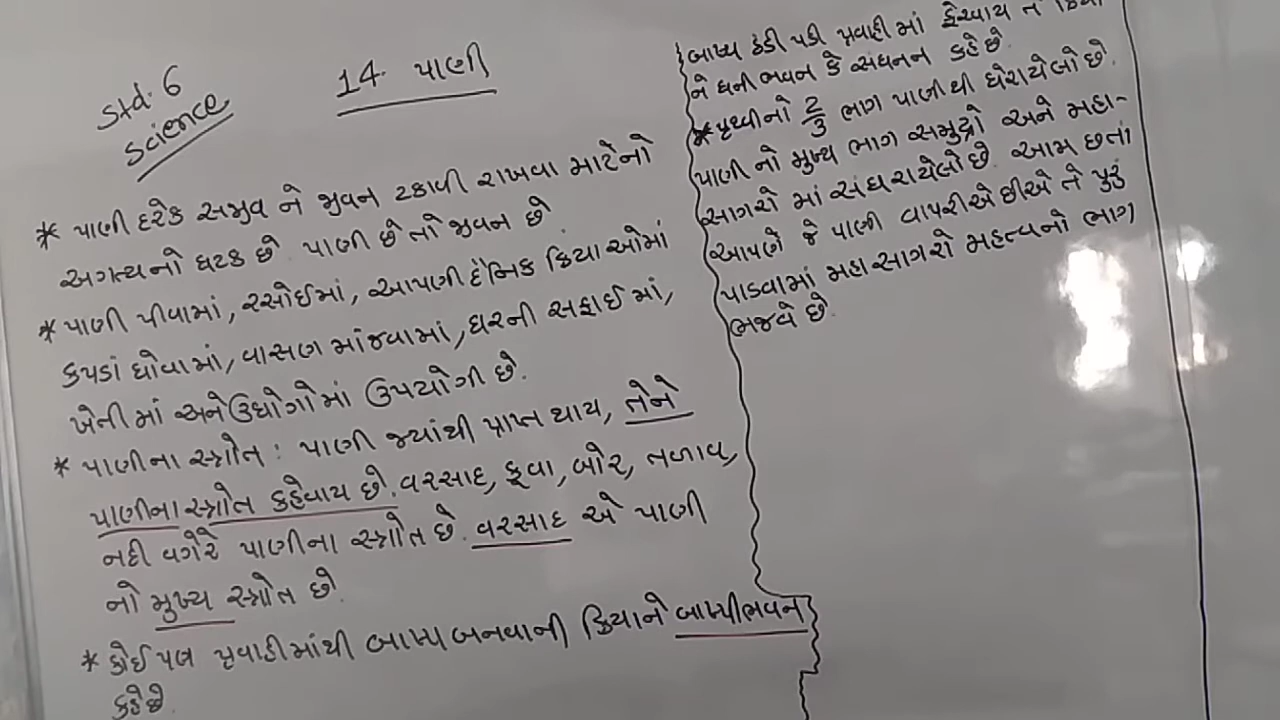 Std. 6
Science
14. પાણી
* પાણી દરેક સજીવ ને જીવન ટકાવી રાખવા માટેનો
અગત્યનો ઘટક છે પાણી છે તો જીવન છે
* પાણી પીવામાં, રસોઈમાં, આપણી દૈનિક ક્રિયાઓમાં
કપડાં ધોવામાં, વાસણ માંજવામાં, ઘરની સફાઈ માં,
ખેતીમાં અને ઉદ્યોગોમાં ઉપયોગી છે.
* પાણીના સ્ત્રોત : પાણી જ્યાંથી પ્રાપ્ત થાય, તેને
પાણીના સ્ત્રોત કહેવાય છે. વરસાદ, કૂવા, બોર, તળાવ,
નદી વગેરે પાણીના સ્ત્રોત છે. વરસાદ એ પાણી
નો મુખ્ય સ્ત્રોત છે.
* કોઈ પણ પ્રવાહીમાંથી બાષ્પ બનવાની ક્રિયાને બાષ્પીભવન
કહે છે.
બાષ્પ ઠંડી પડી પ્રવાહી માં ફેરવાય તે ક્રિયા
ને ઘનીભવન કે સંઘનન કહે છે.
* પૃથ્વીનો 2/3 ભાગ પાણીથી ઘેરાયેલો છે.
પાણી નો મુખ્ય ભાગ સમુદ્રો અને મહા-
સાગરો માં સંઘરાયેલો છે. આમ છતાં
આપણે જે પાણી વાપરીએ છીએ તે પુરું
પાડવામાં મહાસાગરો મહત્વનો ભાગ
ભજવે છે.